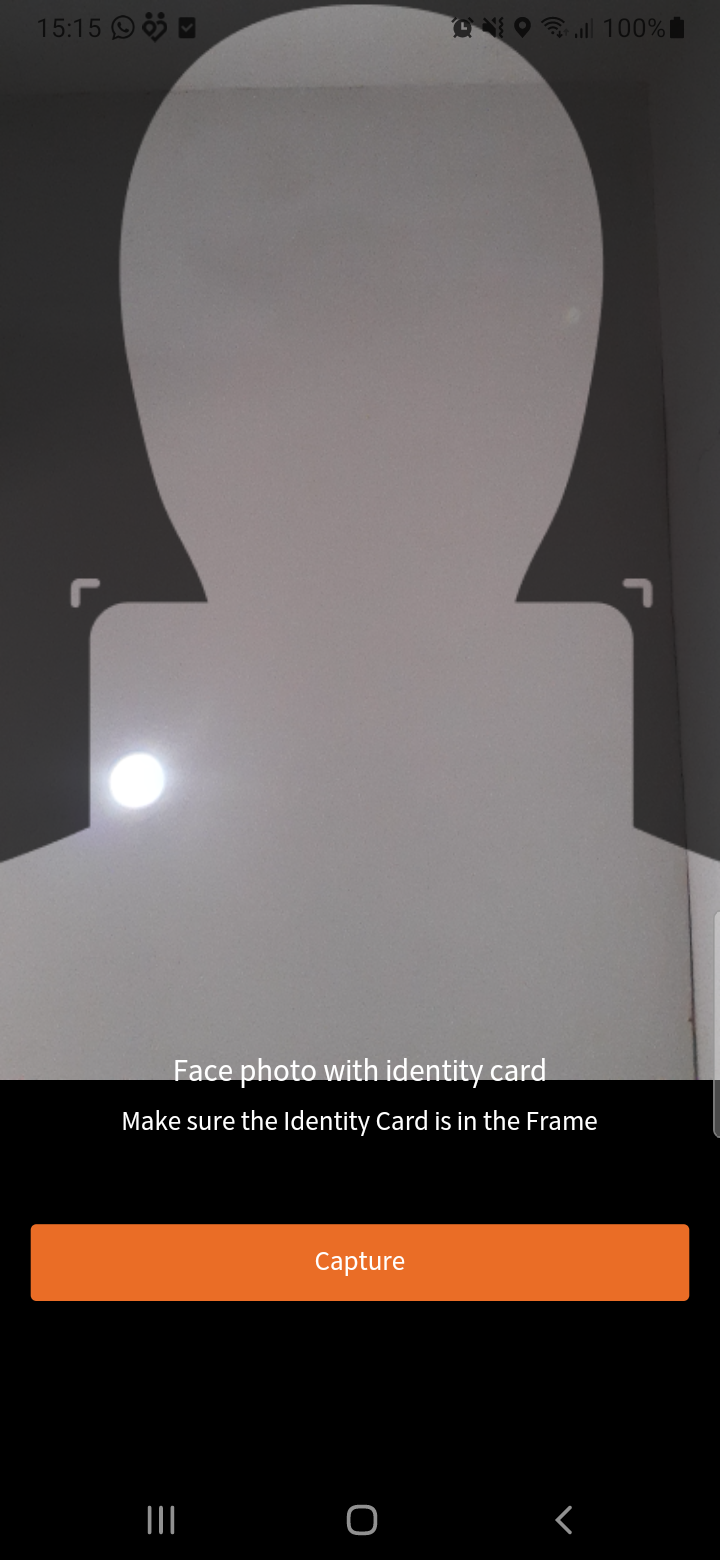 15:15 100%
Face photo with identity card
Make sure the Identity Card is in the Frame
Capture